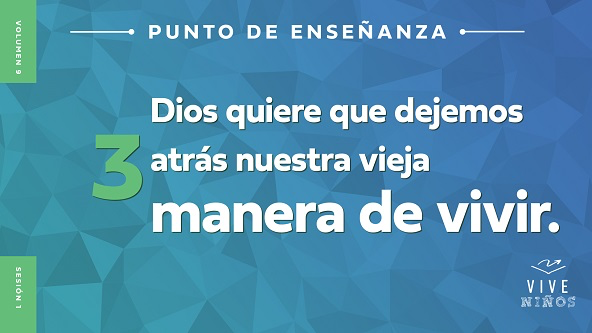 VOLUMEN 9
PUNTO DE ENSEÑANZA
3
Dios quiere que dejemos
atrás nuestra vieja
manera de vivir.
SESIÓN 1
VIVE
NIÑOS